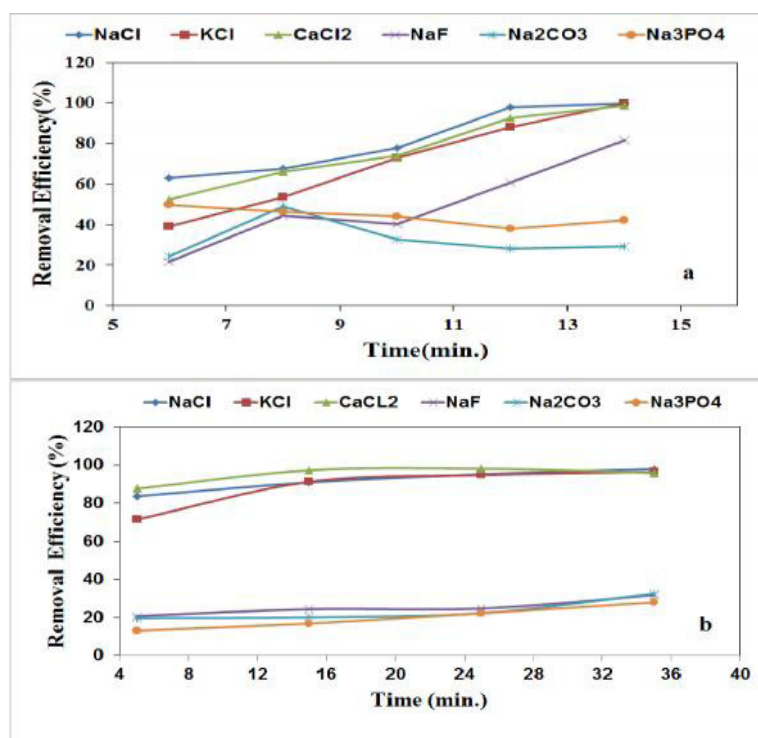 NaCl KCl CaCl2 NaF Na2CO3 Na3PO4
120
100
80
60
40
20
0
5 7 9 11 13 15
Removal Efficiency(%)
Time(min.)
a
NaCl KCl CaCL2 NaF Na2CO3 Na3PO4
120
100
80
60
40
20
0
4 8 12 16 20 24 28 32 36 40
Removal Efficiency (%)
Time (min.)
b